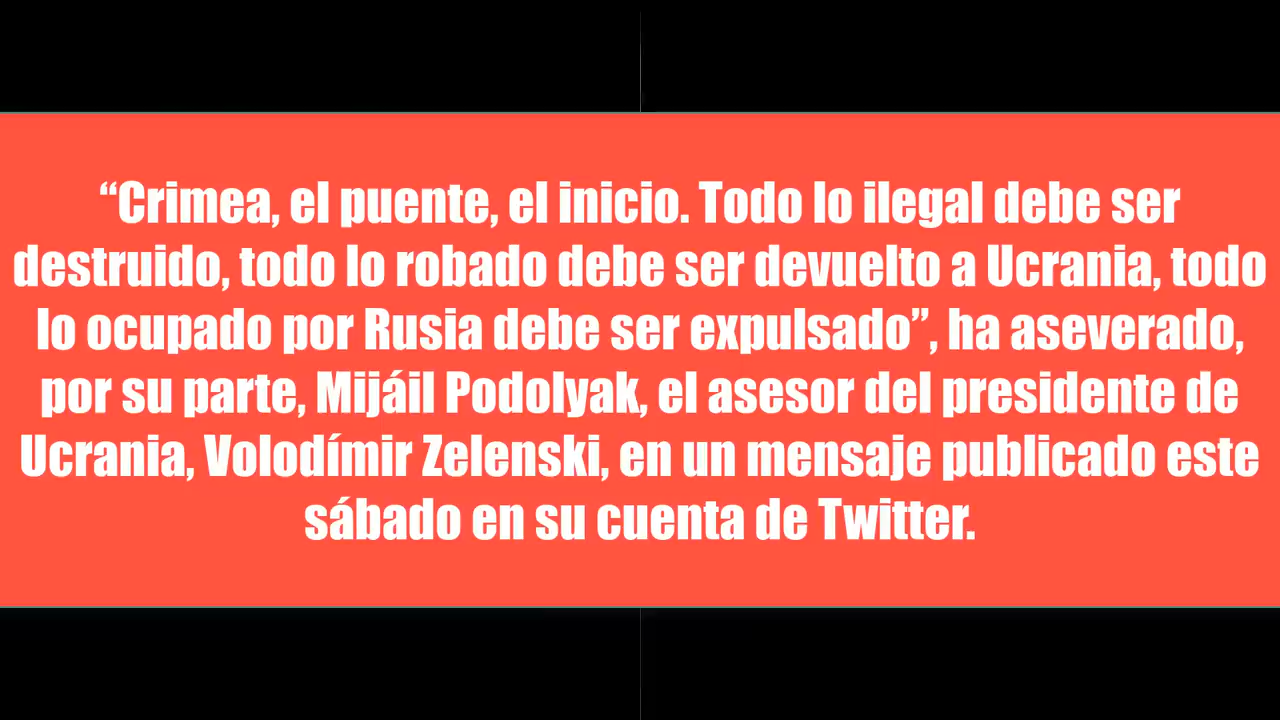 “Crimea, el puente, el inicio. Todo lo ilegal debe ser
destruido, todo lo robado debe ser devuelto a Ucrania, todo
lo ocupado por Rusia debe ser expulsado”, ha aseverado,
por su parte, Mijáil Podolyak, el asesor del presidente de
Ucrania, Volodímir Zelenski, en un mensaje publicado este
sábado en su cuenta de Twitter.